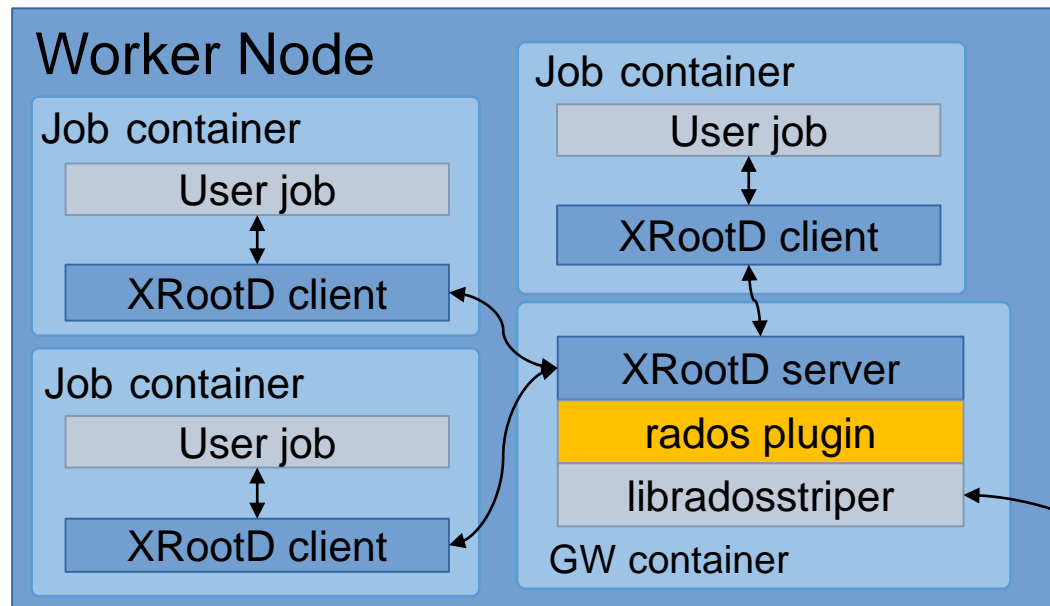 Worker Node
Job container
User job
XRootD client
Job container
User job
XRootD client
Job container
User job
XRootD client
XRootD server
rados plugin
libradosstriper
GW container